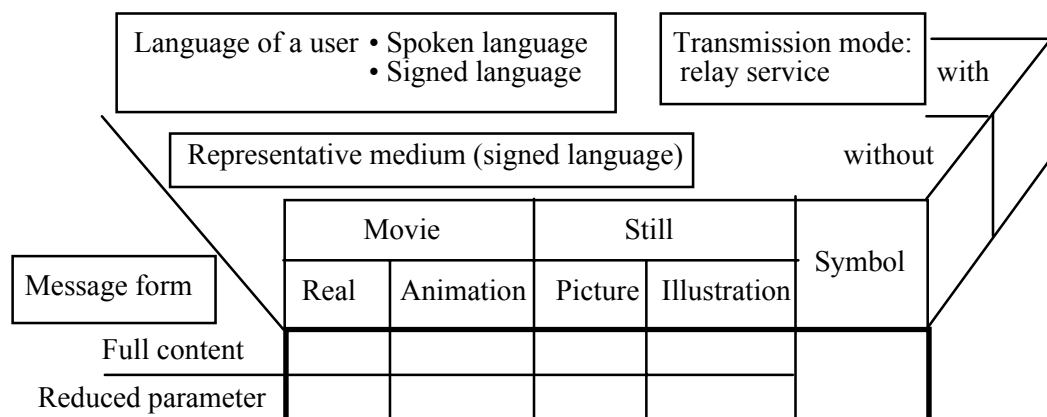 Language of a user • Spoken language
• Signed language
Transmission mode:
relay service
with
Representative medium (signed language)
without
Movie
Still
Symbol
Message form
Real
Animation
Picture
Illustration
Full content
Reduced parameter